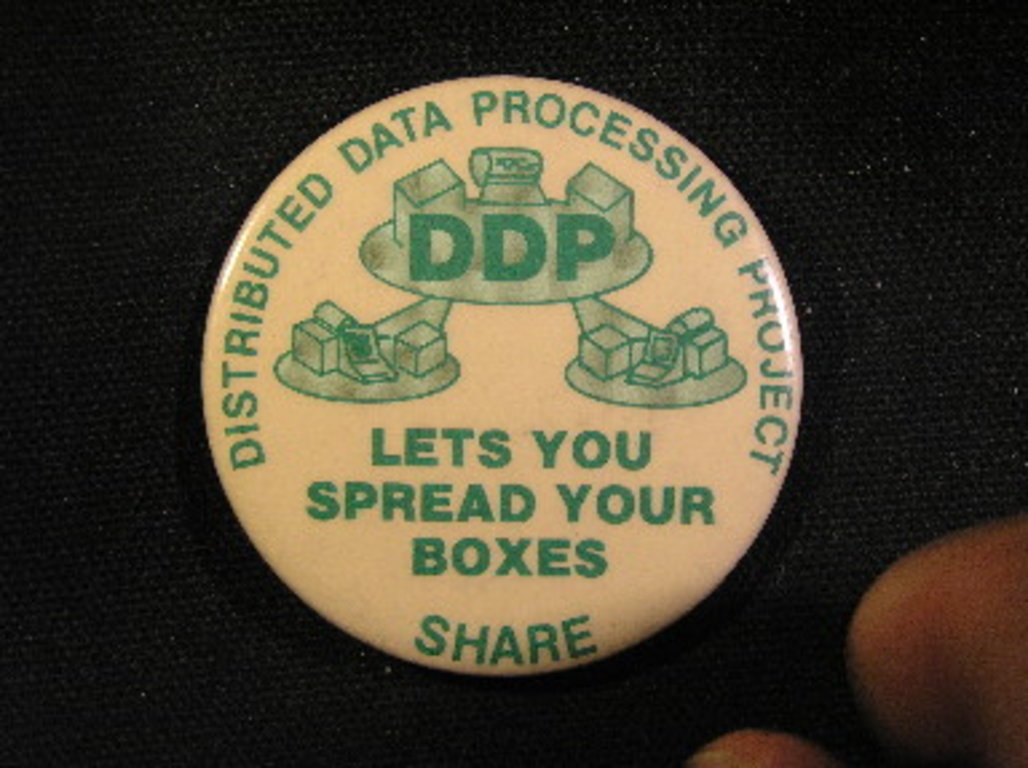 DISTRIBUTED DATA PROCESSING PROJECT
DDP
LETS YOU
SPREAD YOUR
BOXES
SHARE